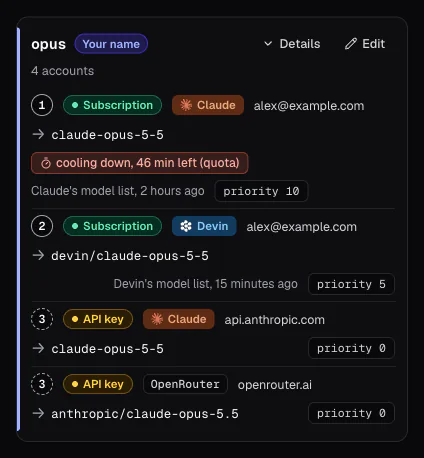 opus Your name Details Edit
4 accounts
1 Subscription Claude alex@example.com
→ claude-opus-5-5
cooling down, 46 min left (quota)
Claude's model list, 2 hours ago priority 10
2 Subscription Devin alex@example.com
→ devin/claude-opus-5-5
Devin's model list, 15 minutes ago priority 5
3 API key Claude api.anthropic.com
→ claude-opus-5-5 priority 0
3 API key OpenRouter openrouter.ai
→ anthropic/claude-opus-5.5 priority 0